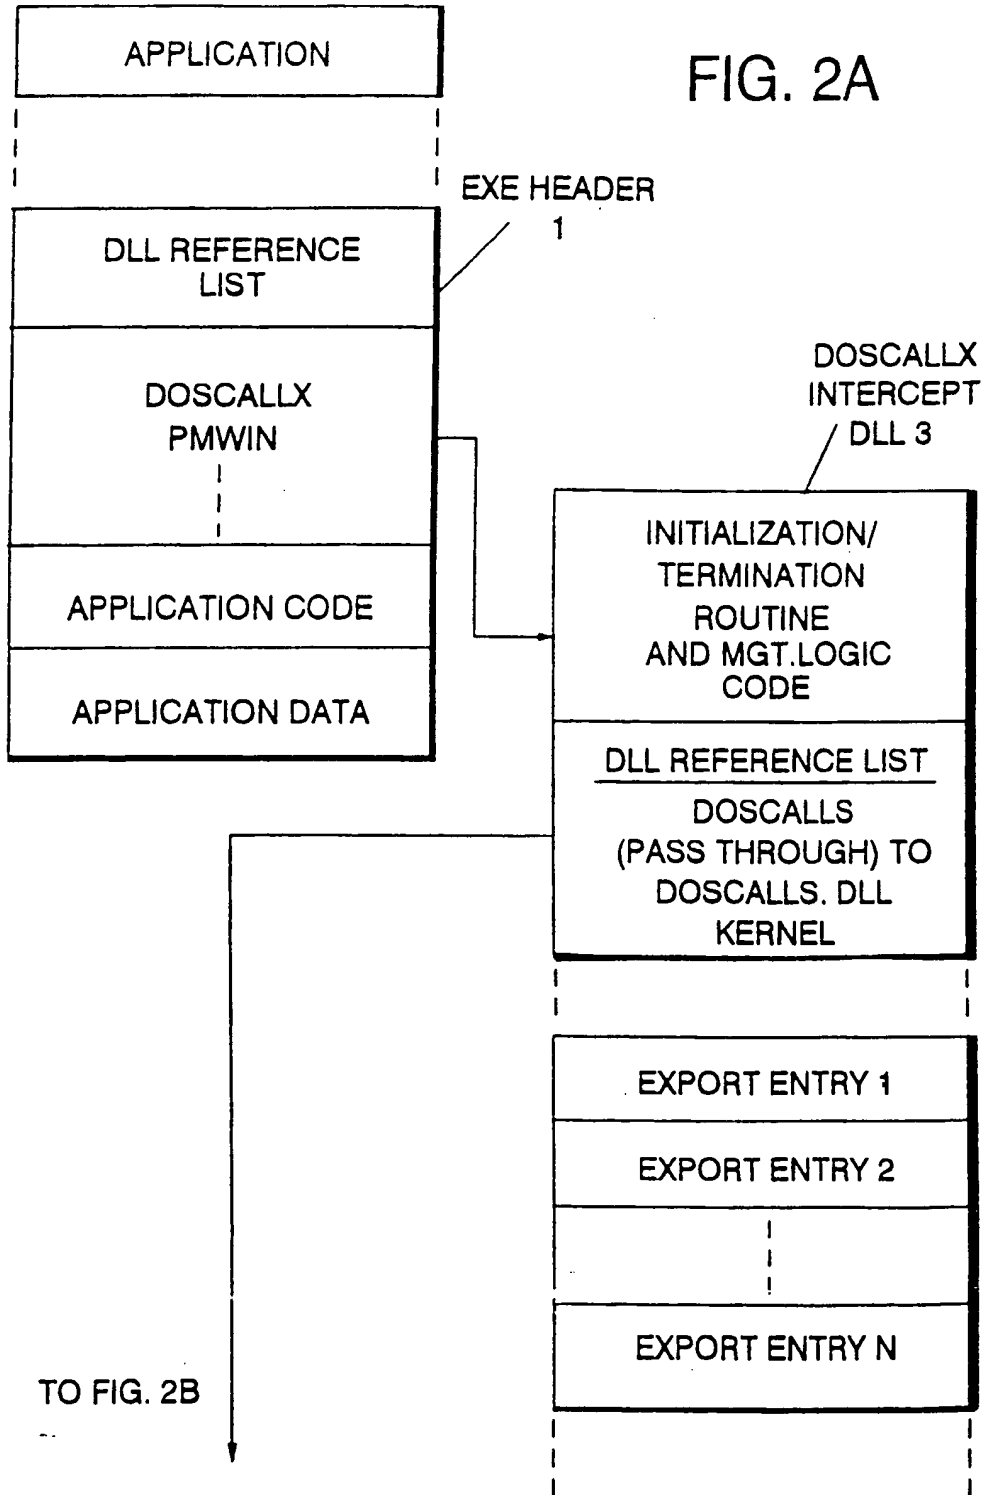 APPLICATION
FIG. 2A
EXE HEADER
1
DLL REFERENCE
LIST
DOSCALLX
PMWIN
APPLICATION CODE
APPLICATION DATA
DOSCALLX
INTERCEPT
DLL 3
INITIALIZATION/
TERMINATION
ROUTINE
AND MGT.LOGIC
CODE
DLL REFERENCE LIST
DOSCALLS
(PASS THROUGH) TO
DOSCALLS. DLL
KERNEL
EXPORT ENTRY 1
EXPORT ENTRY 2
EXPORT ENTRY N
TO FIG. 2B